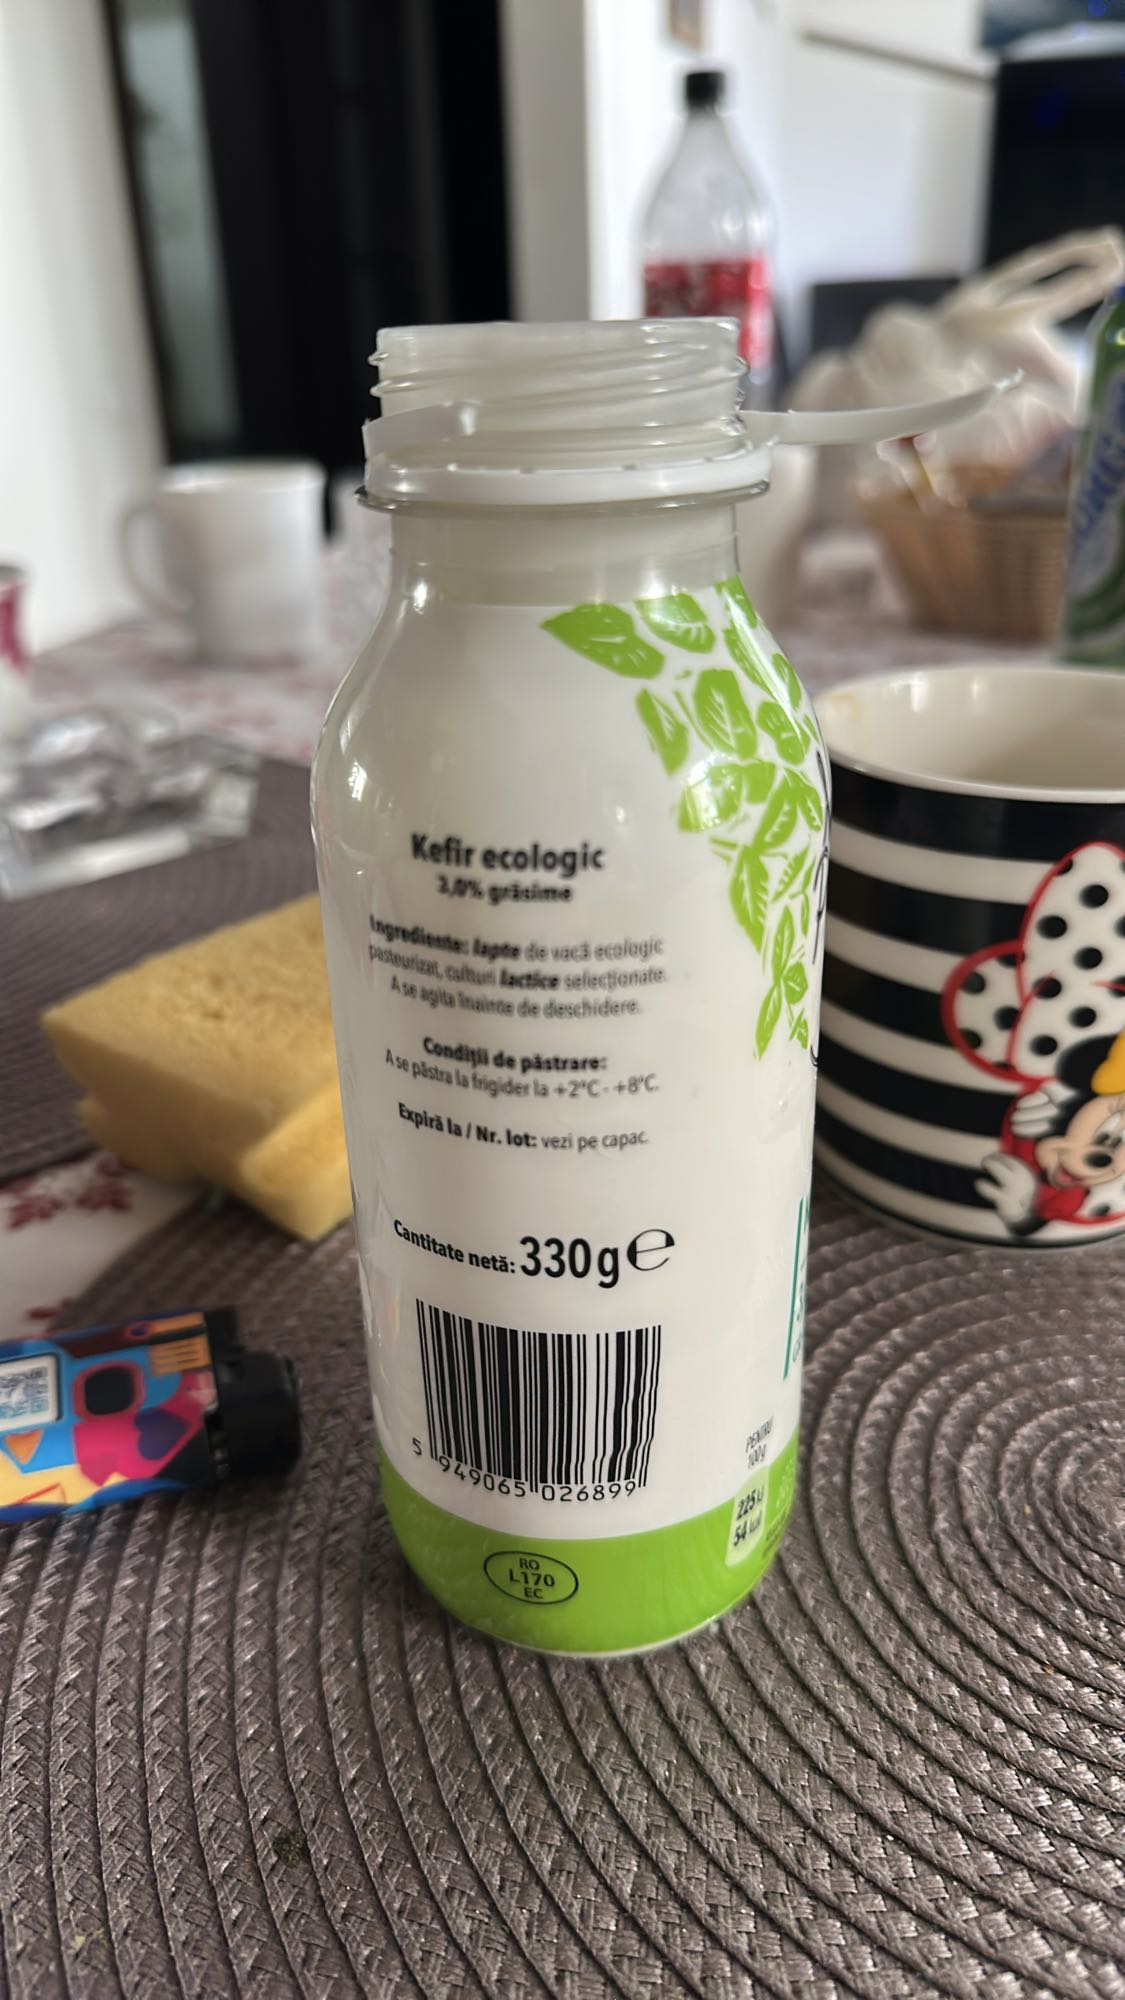 Kefir ecologic
3,0% grăsime
Ingrediente: lapte de vacă ecologic
pasteurizat, culturi lactice selecționate.
A se agita înainte de deschidere.
Condiții de păstrare:
A se păstra la frigider la +2°C - +8°C.
Expiră la / Nr. lot: vezi pe capac.
Cantitate netă: 330g ℮
5 949065 026899
PENTRU
100g
225 kJ
54 kcal
RO
L170
EC